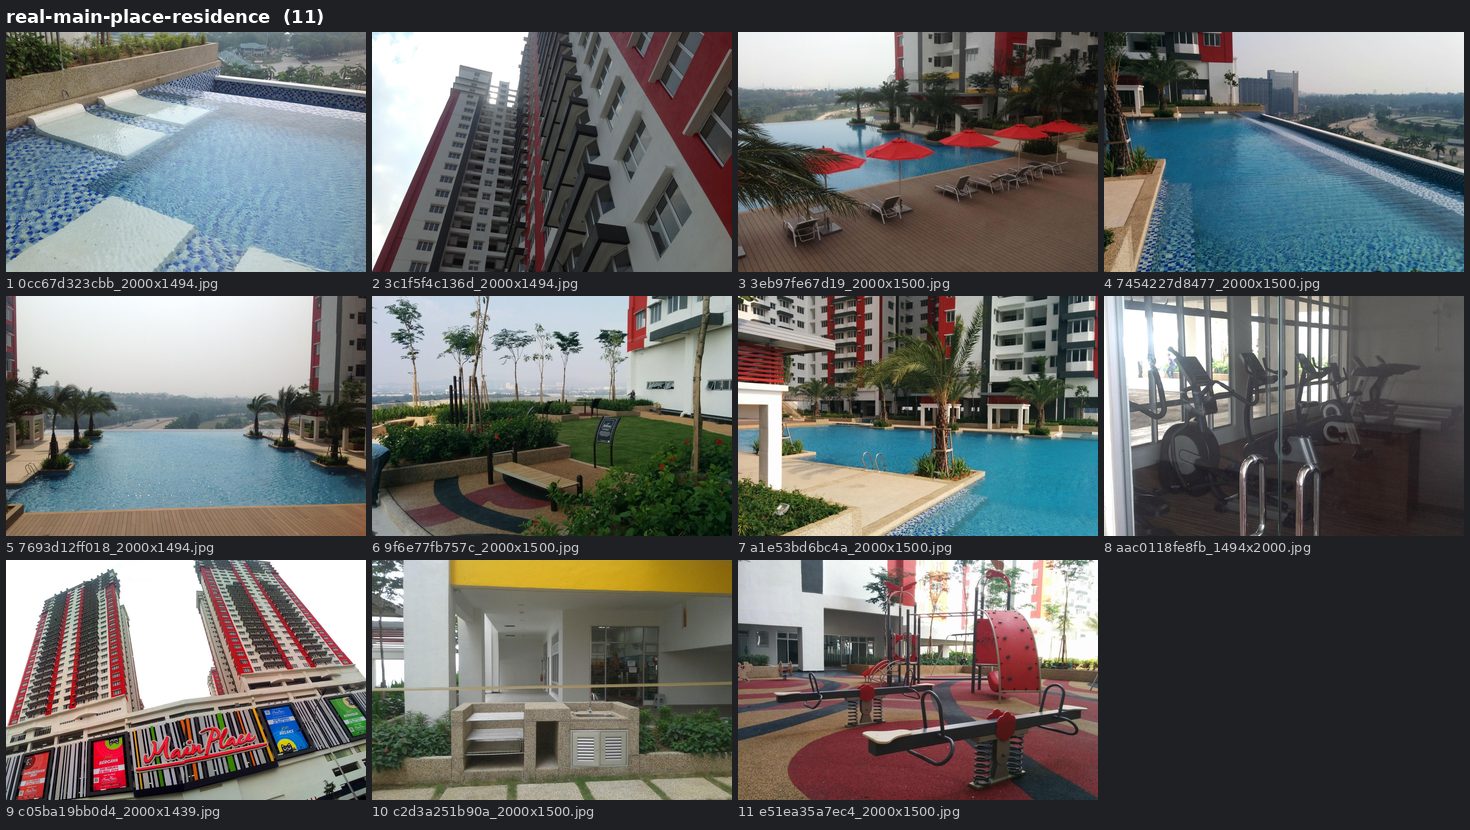 real-main-place-residence (11)
1 0cc67d323cbb_2000x1494.jpg
2 3c1f5f4c136d_2000x1494.jpg
3 3eb97fe67d19_2000x1500.jpg
4 7454227d8477_2000x1500.jpg
5 7693d12ff018_2000x1494.jpg
6 9f6e77fb757c_2000x1500.jpg
7 a1e53bd6bc4a_2000x1500.jpg
8 aac0118fe8fb_1494x2000.jpg
Main Place
9 c05ba19bb0d4_2000x1439.jpg
10 c2d3a251b90a_2000x1500.jpg
11 e51ea35a7ec4_2000x1500.jpg